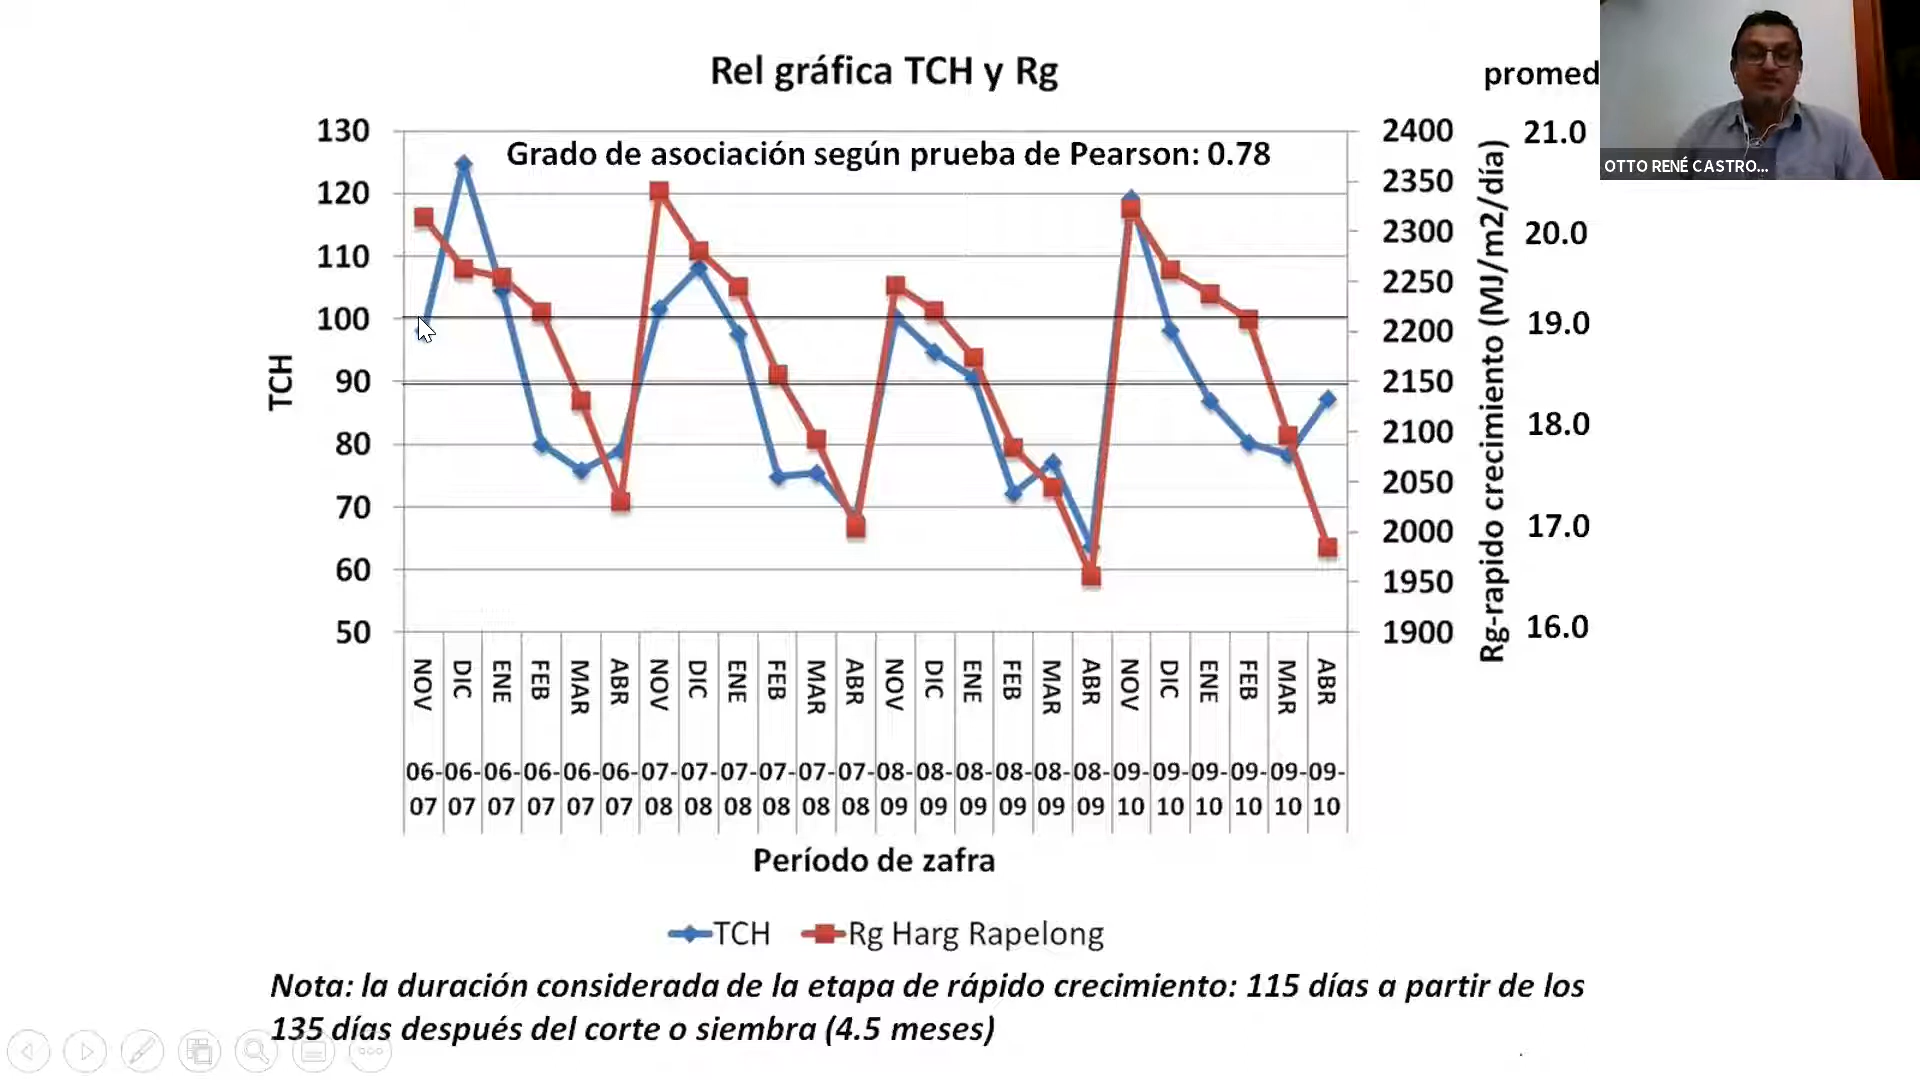 Rel gráfica TCH y Rg
promed
OTTO RENÉ CASTRO...
Grado de asociación según prueba de Pearson: 0.78
TCH
130
120
110
100
90
80
70
60
50
2400
2350
2300
2250
2200
2150
2100
2050
2000
1950
1900
Rg-rapido crecimiento (MJ/m2/día)
21.0
20.0
19.0
18.0
17.0
16.0
NOV DIC ENE FEB MAR ABR NOV DIC ENE FEB MAR ABR NOV DIC ENE FEB MAR ABR NOV DIC ENE FEB MAR ABR
06- 06- 06- 06- 06- 06- 07- 07- 07- 07- 07- 07- 08- 08- 08- 08- 08- 08- 09- 09- 09- 09- 09- 09-
07 07 07 07 07 07 08 08 08 08 08 08 09 09 09 09 09 09 10 10 10 10 10 10
Período de zafra
TCH Rg Harg Rapelong
Nota: la duración considerada de la etapa de rápido crecimiento: 115 días a partir de los
135 días después del corte o siembra (4.5 meses)